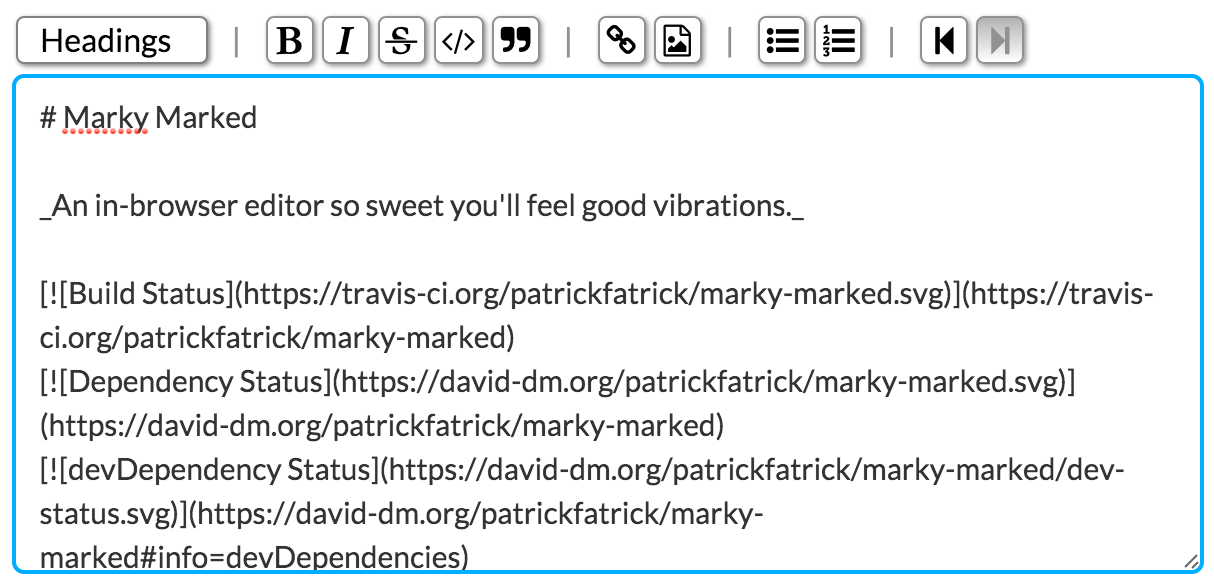 Headings | B I S </> ❞ | | 1 2 3 |
# Marky Marked
_An in-browser editor so sweet you'll feel good vibrations._
[![Build Status](https://travis-ci.org/patrickfatrick/marky-marked.svg)](https://travis-
ci.org/patrickfatrick/marky-marked)
[![Dependency Status](https://david-dm.org/patrickfatrick/marky-marked.svg)]
(https://david-dm.org/patrickfatrick/marky-marked)
[![devDependency Status](https://david-dm.org/patrickfatrick/marky-marked/dev-
status.svg)](https://david-dm.org/patrickfatrick/marky-
marked#info=devDependencies)